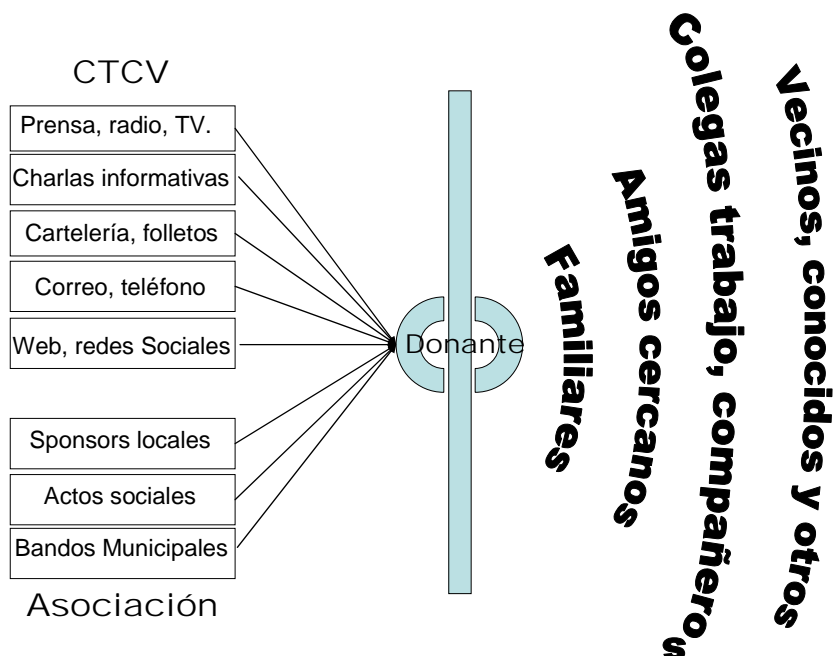 CTCV
Prensa, radio, TV.
Charlas informativas
Cartelería, folletos
Correo, teléfono
Web, redes Sociales
Sponsors locales
Actos sociales
Bandos Municipales
Asociación
Donante
Familiares
Amigos cercanos
Colegas trabajo, compañeros
Vecinos, conocidos y otros